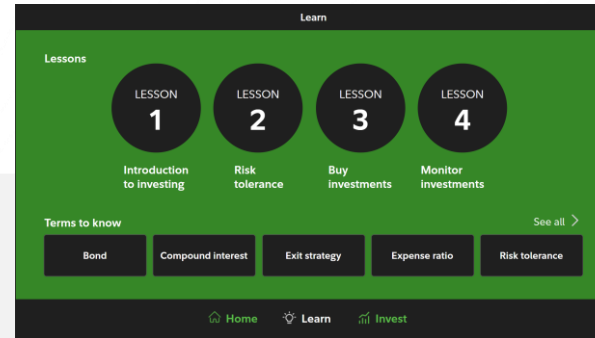 Learn
Lessons
LESSON
1
LESSON
2
LESSON
3
LESSON
4
Introduction
to investing
Risk
tolerance
Buy
investments
Monitor
investments
Terms to know
See all
Bond
Compound interest
Exit strategy
Expense ratio
Risk tolerance
Home
Learn
Invest